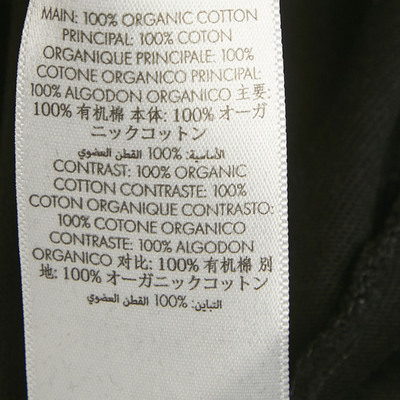 MAIN: 100% ORGANIC COTTON
PRINCIPAL: 100% COTON
ORGANIQUE PRINCIPALE: 100%
COTONE ORGANICO PRINCIPAL:
100% ALGODON ORGANICO 主要:
100% 有机棉 本体: 100% オーガ
ニックコットン
الأساسية: 100% القطن العضوي
CONTRAST: 100% ORGANIC
COTTON CONTRASTE: 100%
COTON ORGANIQUE CONTRASTO:
100% COTONE ORGANICO
CONTRASTE: 100% ALGODON
ORGANICO 对比: 100% 有机棉 別
地: 100% オーガニックコットン
التباين: 100% القطن العضوي